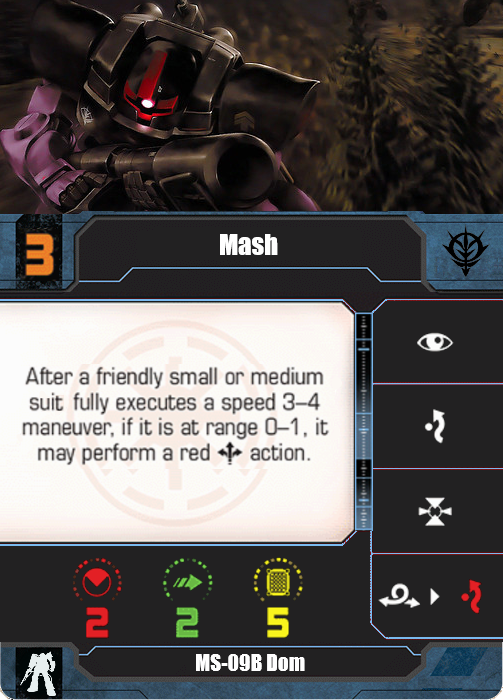 3
Mash
After a friendly small or medium
suit fully executes a speed 3–4
maneuver, if it is at range 0–1, it
may perform a red action.
2
2
5
MS-09B Dom